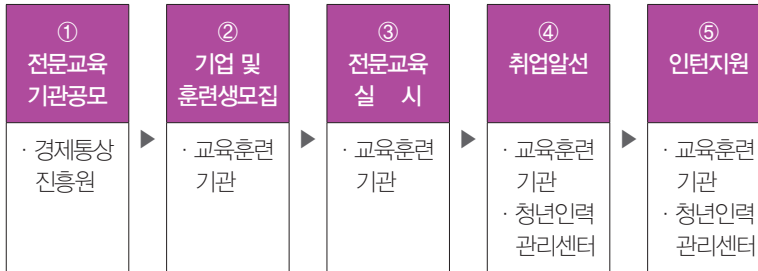 ①
전문교육
기관공모
· 경제통상
진흥원
▶
②
기업 및
훈련생모집
· 교육훈련
기관
▶
③
전문교육
실 시
· 교육훈련
기관
▶
④
취업알선
· 교육훈련
기관
· 청년인력
관리센터
▶
⑤
인턴지원
· 교육훈련
기관
· 청년인력
관리센터